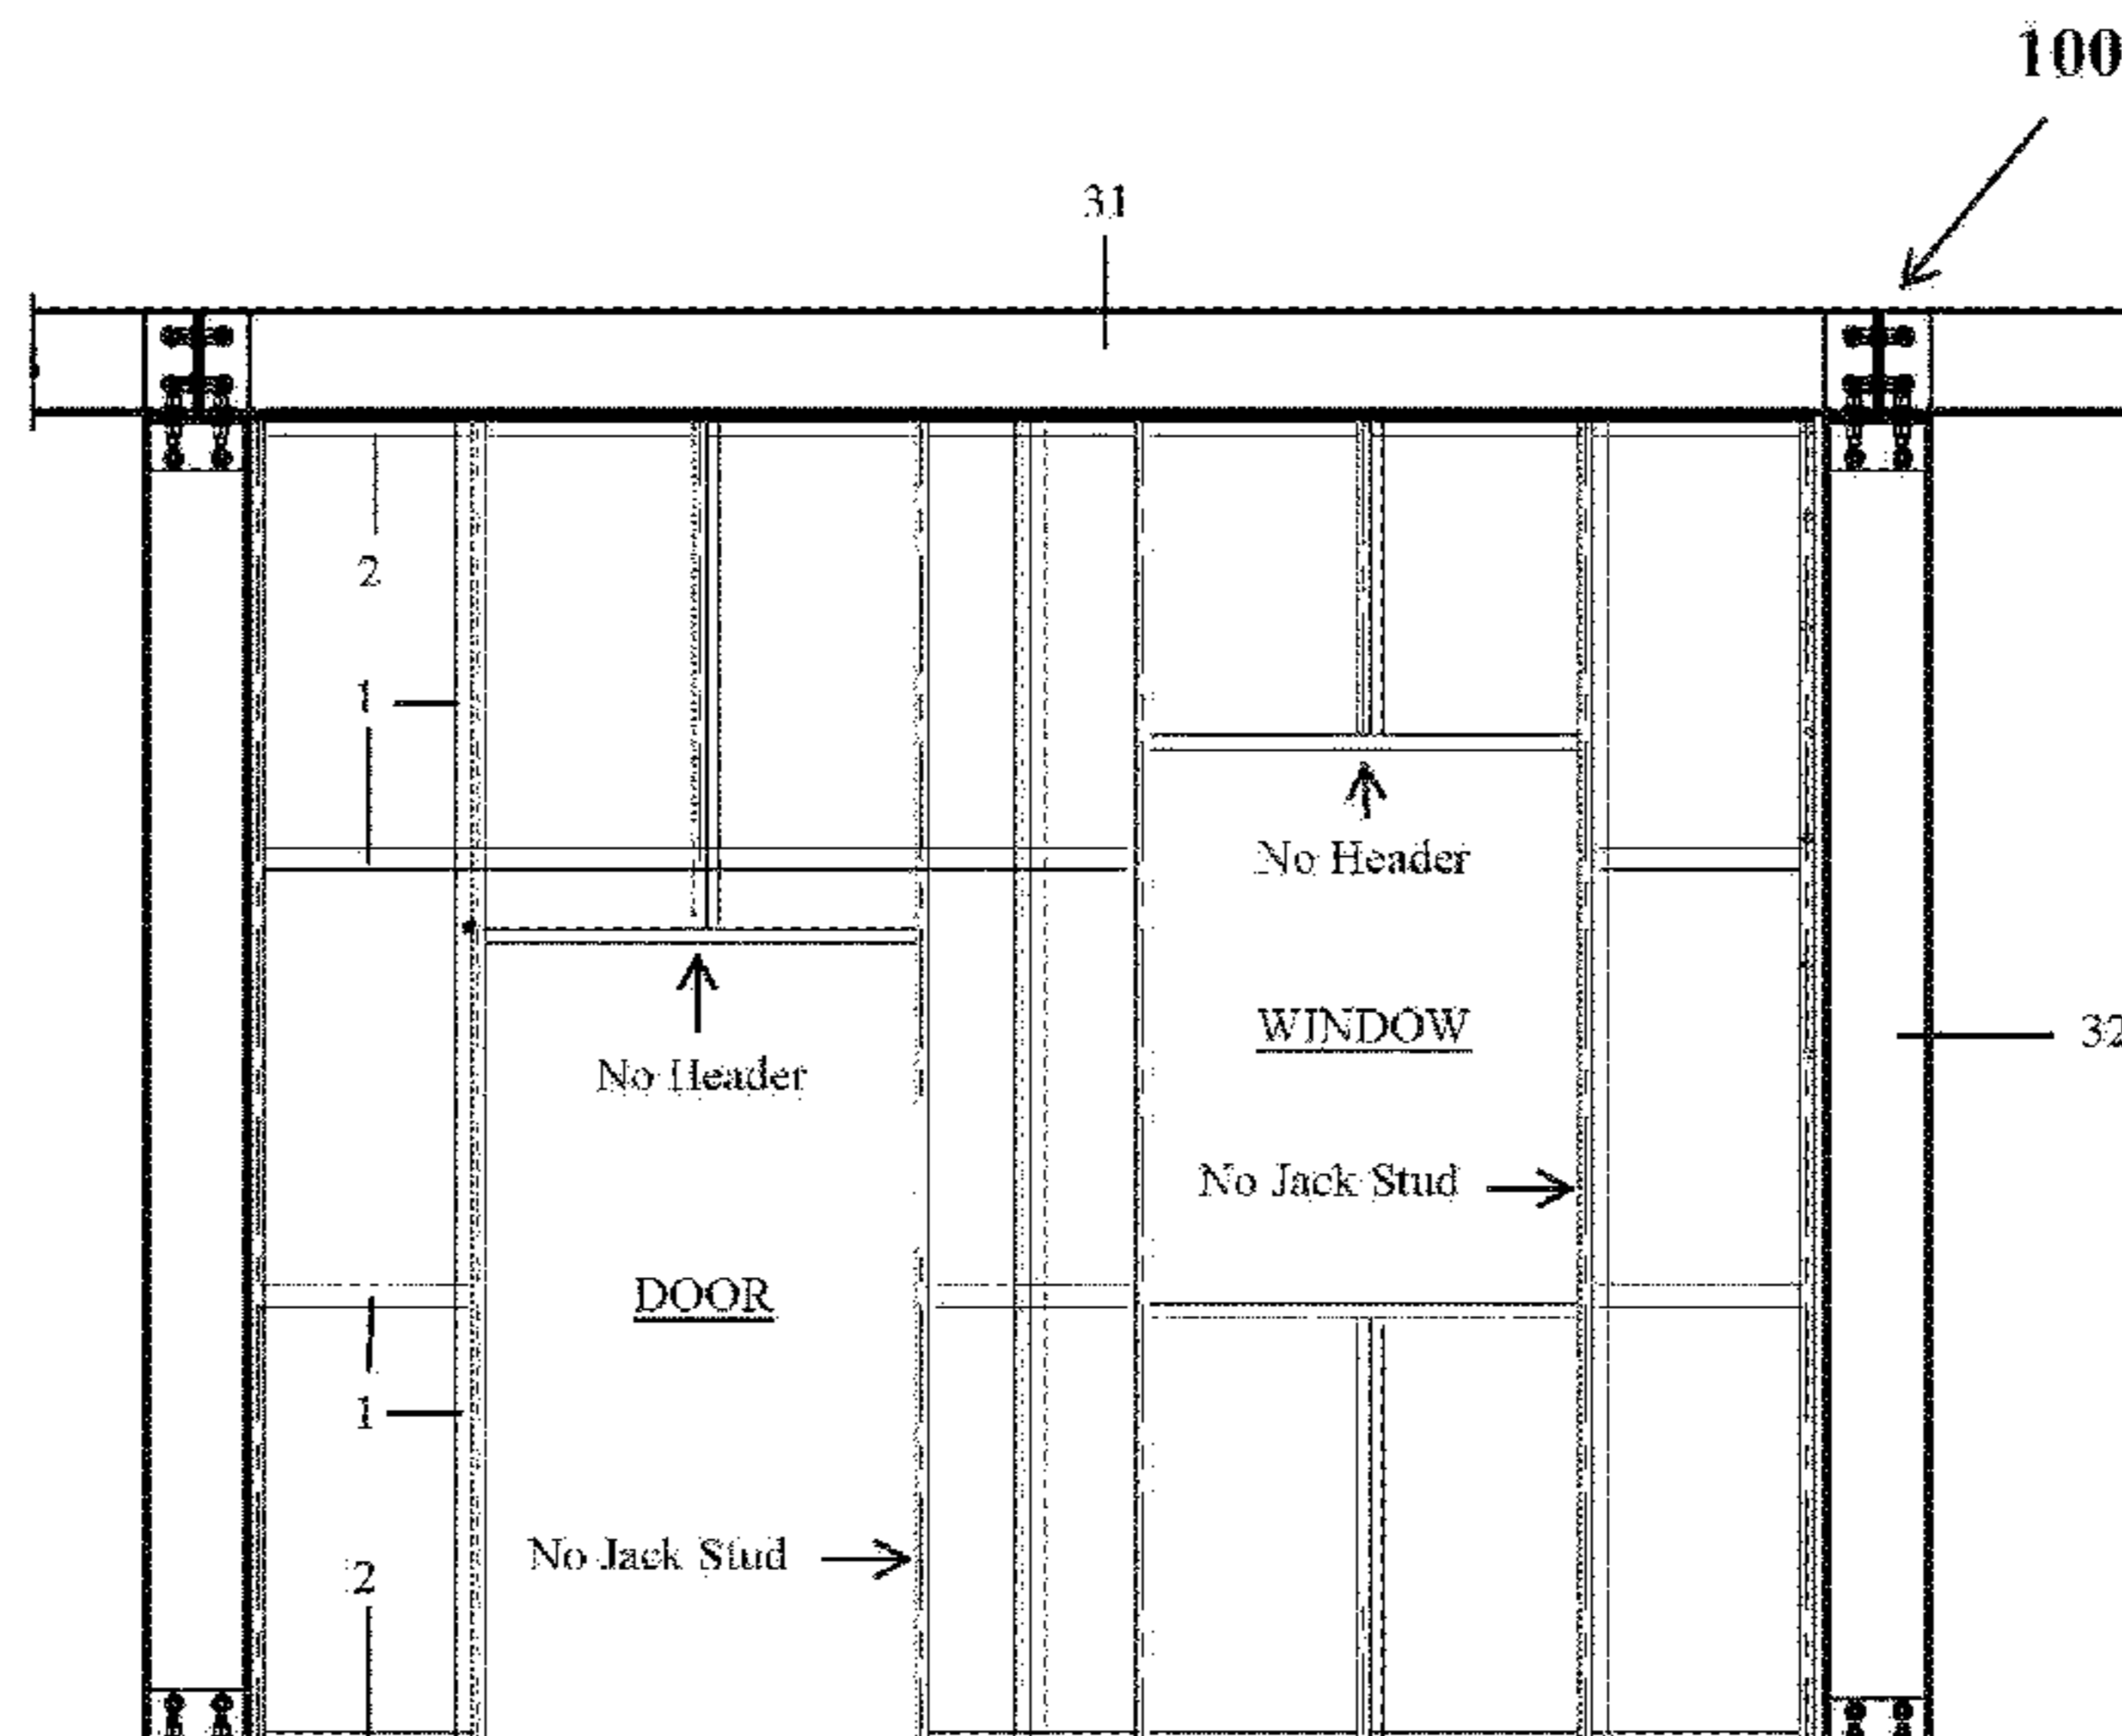 100
31
2
1
No Header
No Header
WINDOW
32
No Jack Stud
DOOR
1
No Jack Stud
2